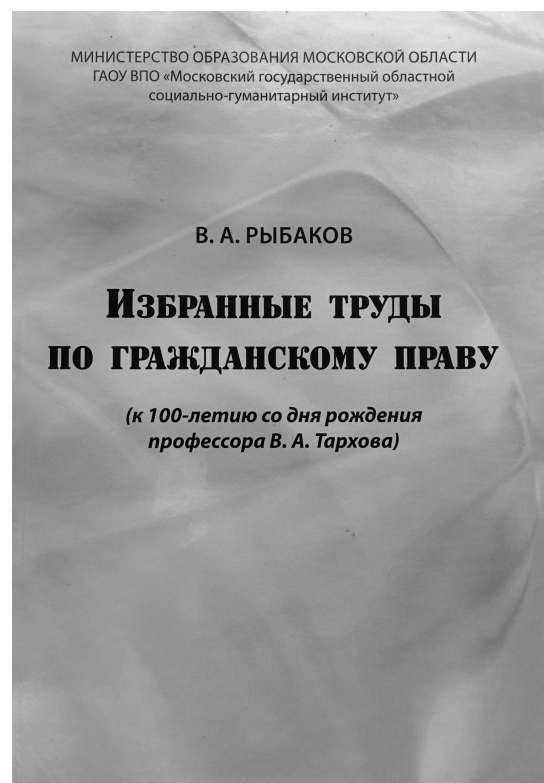 МИНИСТЕРСТВО ОБРАЗОВАНИЯ МОСКОВСКОЙ ОБЛАСТИ
ГАОУ ВПО «Московский государственный областной
социально-гуманитарный институт»
В. А. РЫБАКОВ
Избранные труды
по гражданскому праву
(к 100-летию со дня рождения
профессора В. А. Тархова)